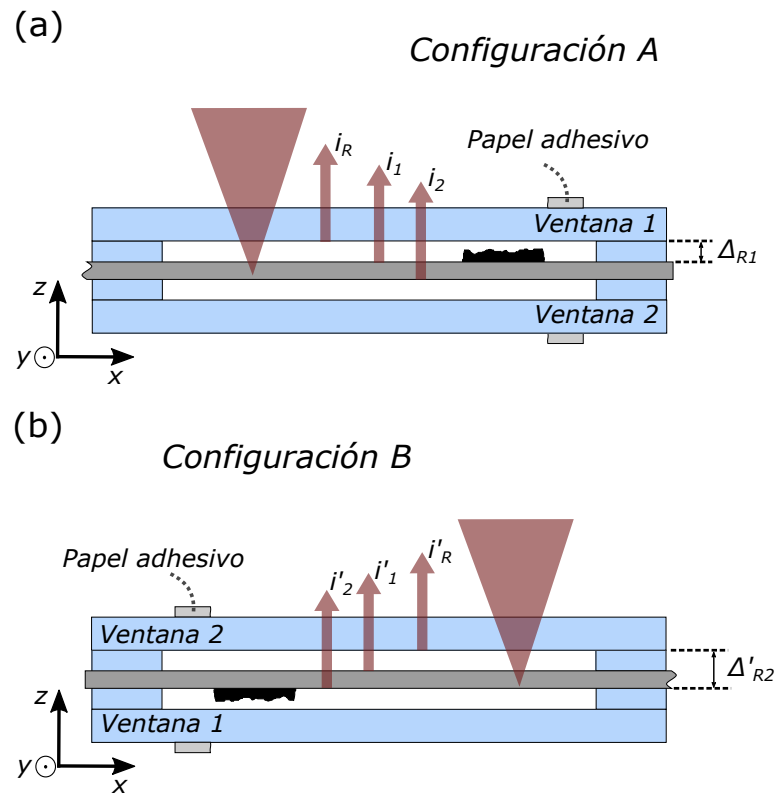 (a)
Configuración A
Papel adhesivo
i_R
i_1
i_2
Ventana 1
Δ_R1
z
Ventana 2
y
x
(b)
Configuración B
Papel adhesivo
i'_2
i'_1
i'_R
Ventana 2
Δ'_R2
z
Ventana 1
y
x